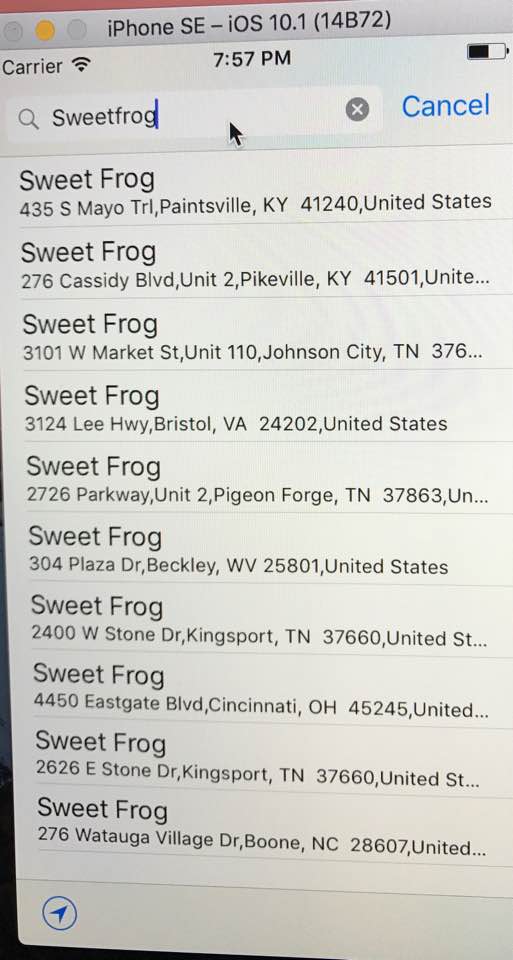 iPhone SE – iOS 10.1 (14B72)
Carrier 7:57 PM
Sweetfrog Cancel
Sweet Frog
435 S Mayo Trl,Paintsville, KY 41240,United States
Sweet Frog
276 Cassidy Blvd,Unit 2,Pikeville, KY 41501,Unite...
Sweet Frog
3101 W Market St,Unit 110,Johnson City, TN 376...
Sweet Frog
3124 Lee Hwy,Bristol, VA 24202,United States
Sweet Frog
2726 Parkway,Unit 2,Pigeon Forge, TN 37863,Un...
Sweet Frog
304 Plaza Dr,Beckley, WV 25801,United States
Sweet Frog
2400 W Stone Dr,Kingsport, TN 37660,United St...
Sweet Frog
4450 Eastgate Blvd,Cincinnati, OH 45245,United...
Sweet Frog
2626 E Stone Dr,Kingsport, TN 37660,United St...
Sweet Frog
276 Watauga Village Dr,Boone, NC 28607,United...